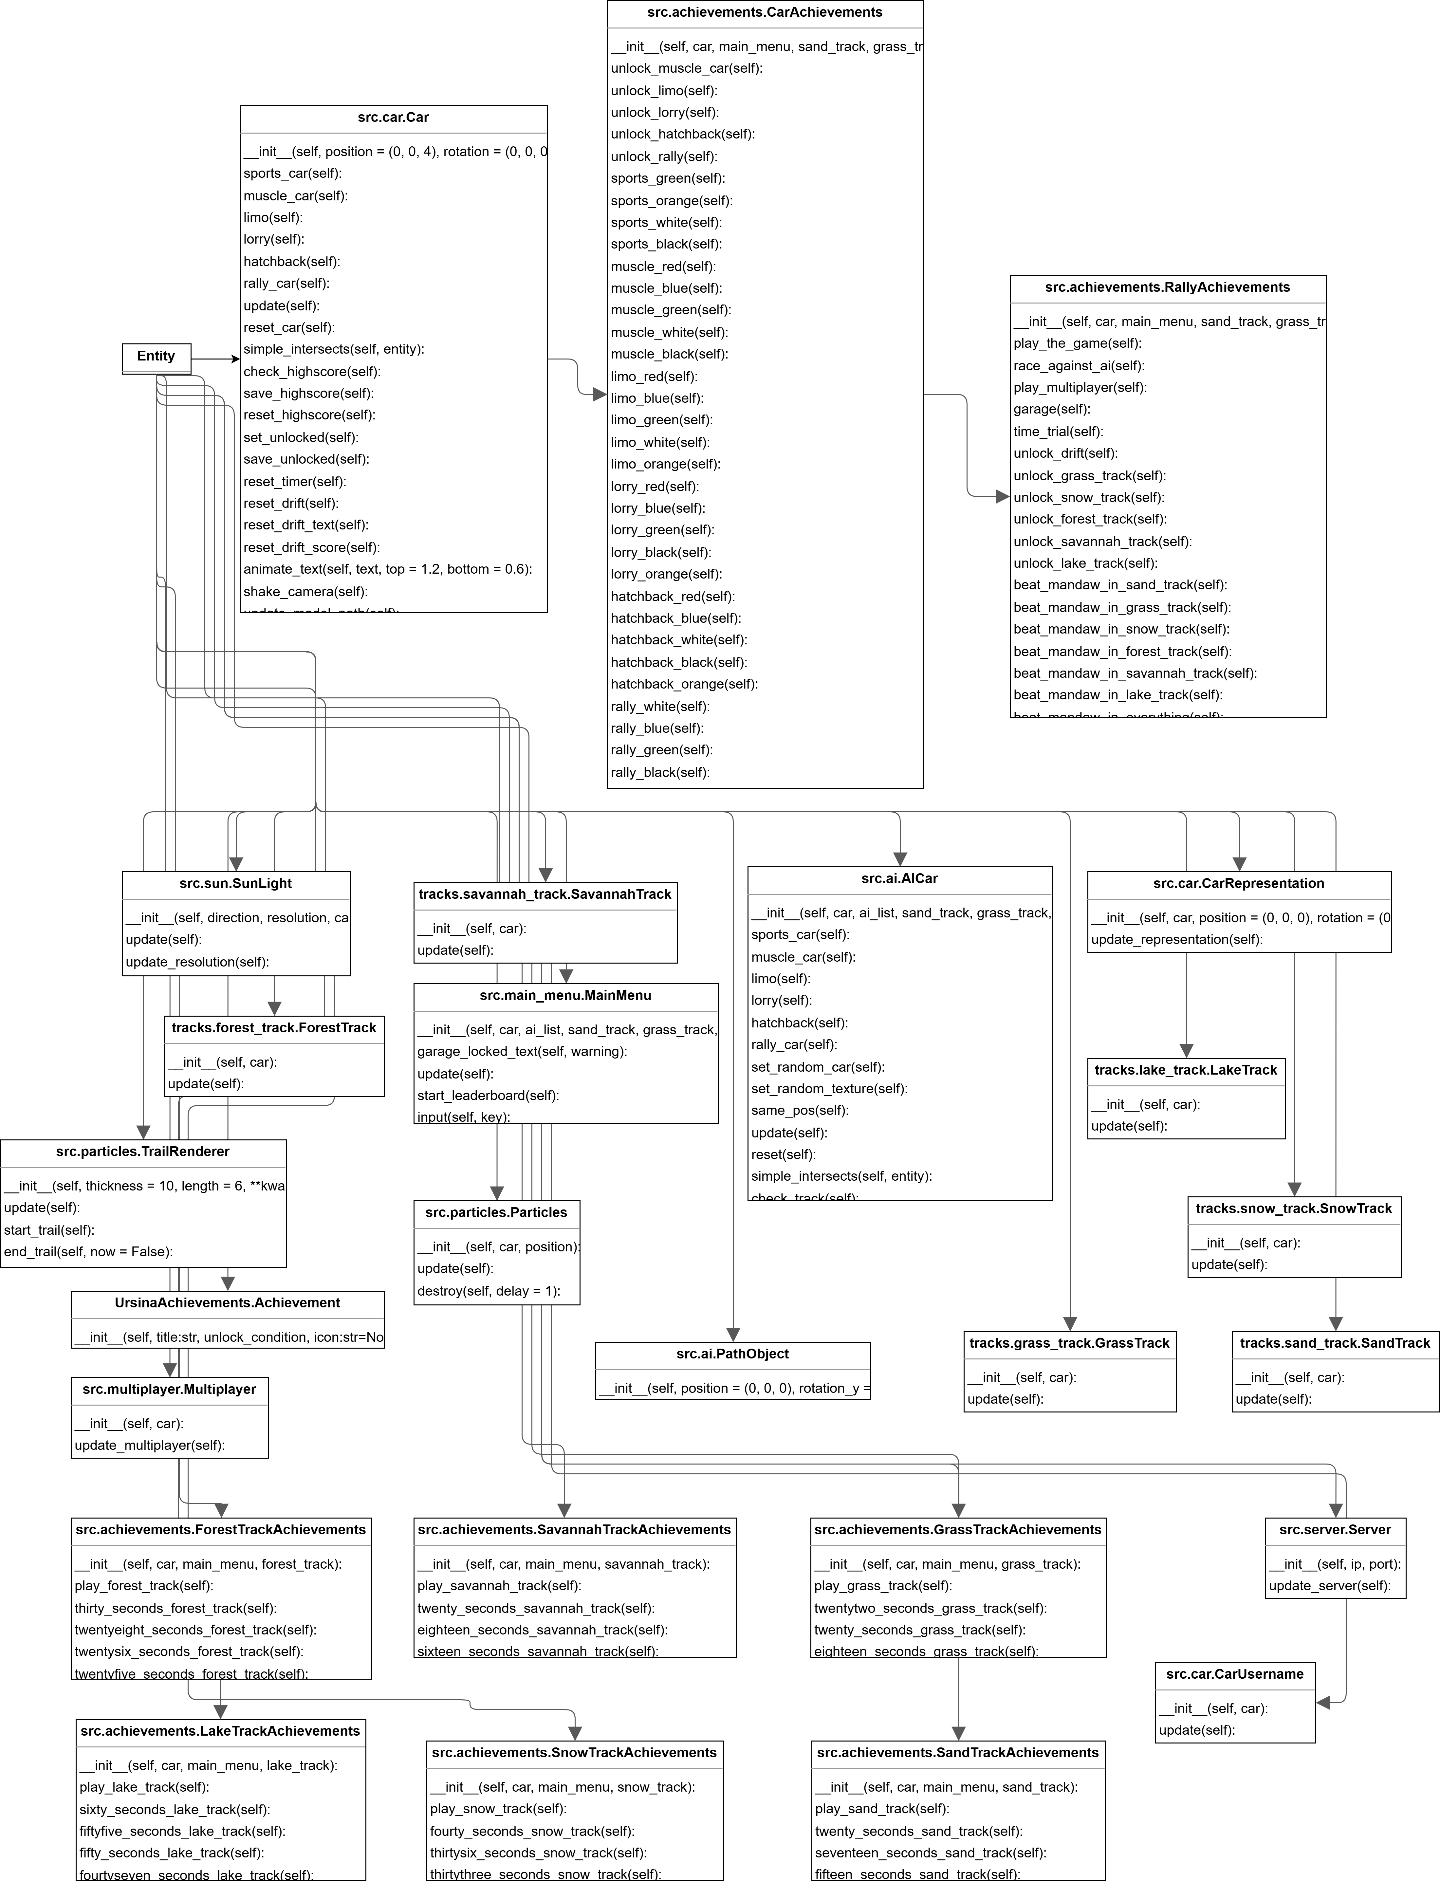 src.achievements.CarAchievements
__init__(self, car, main_menu, sand_track, grass_tr
unlock_muscle_car(self):
unlock_limo(self):
unlock_lorry(self):
unlock_hatchback(self):
unlock_rally(self):
sports_green(self):
sports_orange(self):
sports_white(self):
sports_black(self):
muscle_red(self):
muscle_blue(self):
muscle_green(self):
muscle_white(self):
muscle_black(self):
limo_red(self):
limo_blue(self):
limo_green(self):
limo_white(self):
limo_orange(self):
lorry_red(self):
lorry_blue(self):
lorry_green(self):
lorry_black(self):
lorry_orange(self):
hatchback_red(self):
hatchback_blue(self):
hatchback_white(self):
hatchback_black(self):
hatchback_orange(self):
rally_white(self):
rally_blue(self):
rally_green(self):
rally_black(self):
src.car.Car
__init__(self, position = (0, 0, 4), rotation = (0, 0, 0
sports_car(self):
muscle_car(self):
limo(self):
lorry(self):
hatchback(self):
rally_car(self):
update(self):
reset_car(self):
simple_intersects(self, entity):
check_highscore(self):
save_highscore(self):
reset_highscore(self):
set_unlocked(self):
save_unlocked(self):
reset_timer(self):
reset_drift(self):
reset_drift_text(self):
reset_drift_score(self):
animate_text(self, text, top = 1.2, bottom = 0.6):
shake_camera(self):
update_model_path(self):
src.achievements.RallyAchievements
__init__(self, car, main_menu, sand_track, grass_tr
play_the_game(self):
race_against_ai(self):
play_multiplayer(self):
garage(self):
time_trial(self):
unlock_drift(self):
unlock_grass_track(self):
unlock_snow_track(self):
unlock_forest_track(self):
unlock_savannah_track(self):
unlock_lake_track(self):
beat_mandaw_in_sand_track(self):
beat_mandaw_in_grass_track(self):
beat_mandaw_in_snow_track(self):
beat_mandaw_in_forest_track(self):
beat_mandaw_in_savannah_track(self):
beat_mandaw_in_lake_track(self):
beat_mandaw_in_everything(self):
Entity
src.sun.SunLight
__init__(self, direction, resolution, ca
update(self):
update_resolution(self):
tracks.savannah_track.SavannahTrack
__init__(self, car):
update(self):
src.ai.AICar
__init__(self, car, ai_list, sand_track, grass_track,
sports_car(self):
muscle_car(self):
limo(self):
lorry(self):
hatchback(self):
rally_car(self):
set_random_car(self):
set_random_texture(self):
same_pos(self):
update(self):
reset(self):
simple_intersects(self, entity):
check_track(self):
src.car.CarRepresentation
__init__(self, car, position = (0, 0, 0), rotation = (0
update_representation(self):
tracks.forest_track.ForestTrack
__init__(self, car):
update(self):
src.main_menu.MainMenu
__init__(self, car, ai_list, sand_track, grass_track,
garage_locked_text(self, warning):
update(self):
start_leaderboard(self):
input(self, key):
tracks.lake_track.LakeTrack
__init__(self, car):
update(self):
src.particles.TrailRenderer
__init__(self, thickness = 10, length = 6, **kwa
update(self):
start_trail(self):
end_trail(self, now = False):
src.particles.Particles
__init__(self, car, position):
update(self):
destroy(self, delay = 1):
tracks.snow_track.SnowTrack
__init__(self, car):
update(self):
UrsinaAchievements.Achievement
__init__(self, title:str, unlock_condition, icon:str=No
src.ai.PathObject
__init__(self, position = (0, 0, 0), rotation_y =
tracks.grass_track.GrassTrack
__init__(self, car):
update(self):
tracks.sand_track.SandTrack
__init__(self, car):
update(self):
src.multiplayer.Multiplayer
__init__(self, car):
update_multiplayer(self):
src.achievements.ForestTrackAchievements
__init__(self, car, main_menu, forest_track):
play_forest_track(self):
thirty_seconds_forest_track(self):
twentyeight_seconds_forest_track(self):
twentysix_seconds_forest_track(self):
twentyfive_seconds_forest_track(self):
src.achievements.SavannahTrackAchievements
__init__(self, car, main_menu, savannah_track):
play_savannah_track(self):
twenty_seconds_savannah_track(self):
eighteen_seconds_savannah_track(self):
sixteen_seconds_savannah_track(self):
src.achievements.GrassTrackAchievements
__init__(self, car, main_menu, grass_track):
play_grass_track(self):
twentytwo_seconds_grass_track(self):
twenty_seconds_grass_track(self):
eighteen_seconds_grass_track(self):
src.server.Server
__init__(self, ip, port):
update_server(self):
src.car.CarUsername
__init__(self, car):
update(self):
src.achievements.LakeTrackAchievements
__init__(self, car, main_menu, lake_track):
play_lake_track(self):
sixty_seconds_lake_track(self):
fiftyfive_seconds_lake_track(self):
fifty_seconds_lake_track(self):
fourtyseven_seconds_lake_track(self):
src.achievements.SnowTrackAchievements
__init__(self, car, main_menu, snow_track):
play_snow_track(self):
fourty_seconds_snow_track(self):
thirtysix_seconds_snow_track(self):
thirtythree_seconds_snow_track(self):
src.achievements.SandTrackAchievements
__init__(self, car, main_menu, sand_track):
play_sand_track(self):
twenty_seconds_sand_track(self):
seventeen_seconds_sand_track(self):
fifteen_seconds_sand_track(self):